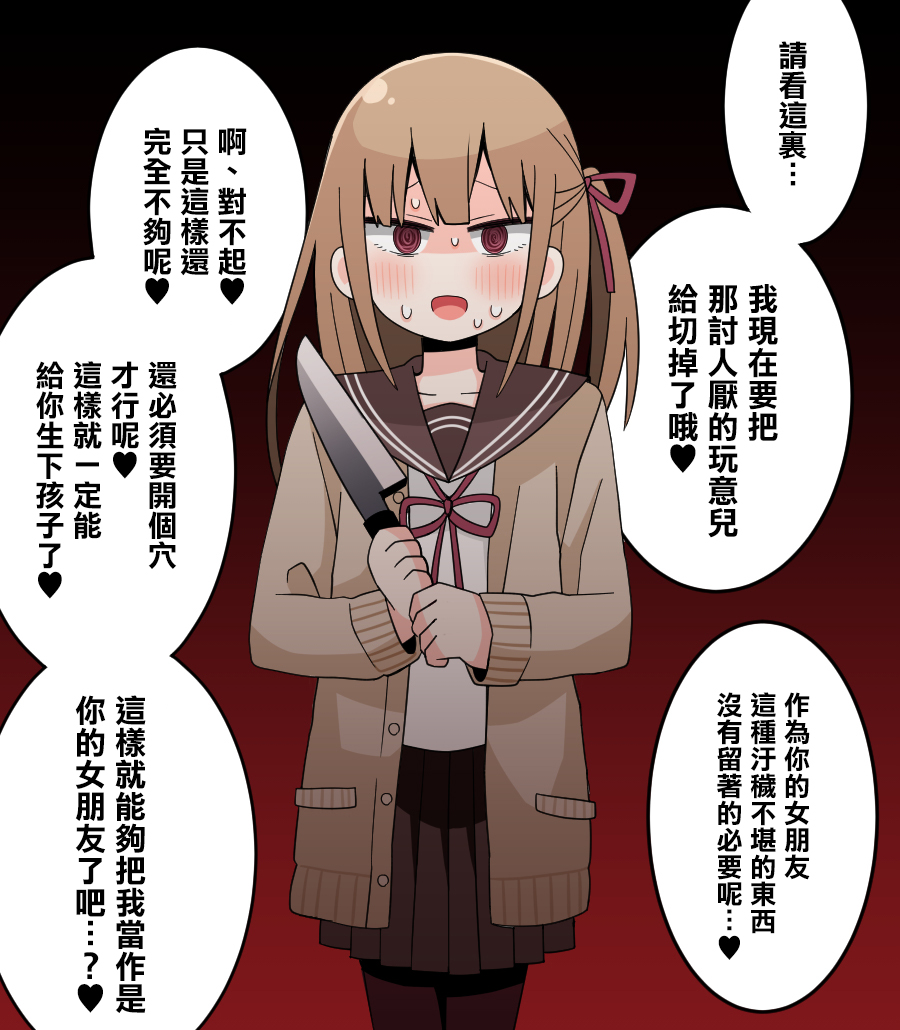 請看這裏…
我現在要把
那討人厭的玩意兒
給切掉了哦♥
作為你的女朋友
這種汙穢不堪的東西
沒有留著的必要呢…♥
啊、對不起♥
只是這樣還
完全不夠呢♥
還必須要開個穴
才行呢♥
這樣就一定能
給你生下孩子了♥
這樣就能夠把我當作是
你的女朋友了吧…？♥